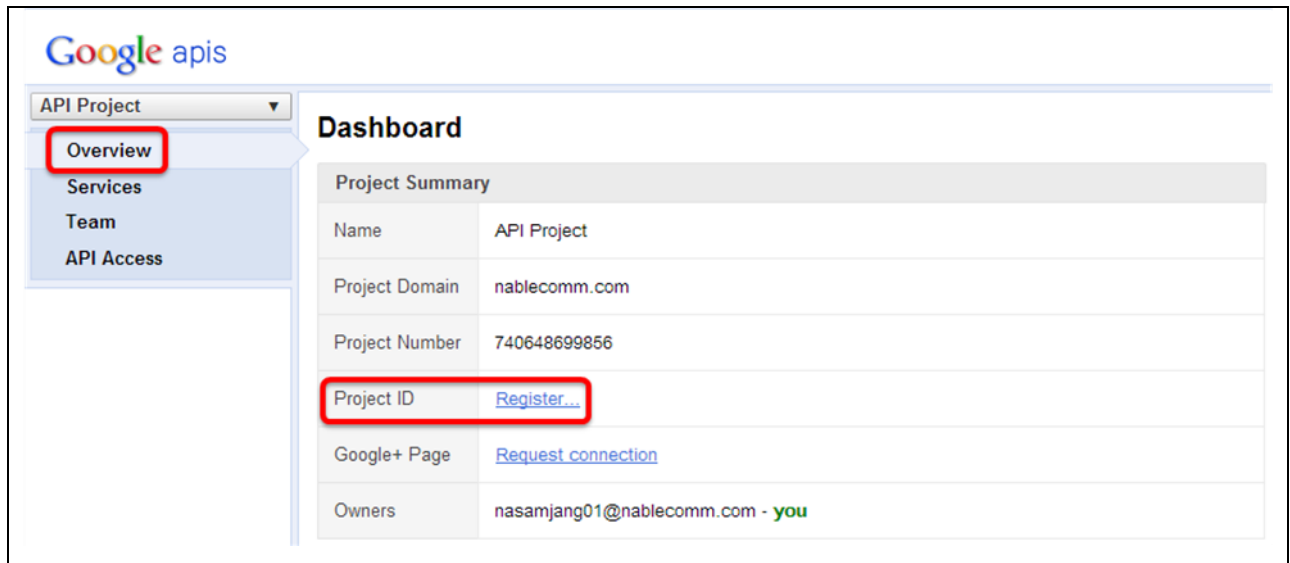 Google apis
API Project
Overview
Services
Team
API Access
Dashboard
Project Summary
Name API Project
Project Domain nablecomm.com
Project Number 740648699856
Project ID Register...
Google+ Page Request connection
Owners nasamjang01@nablecomm.com - you